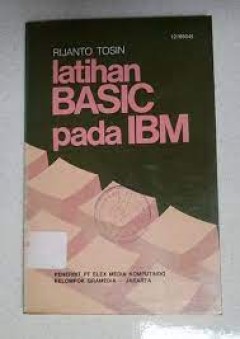 RIJANTO TOSIN
latihan
BASIC
pada IBM
PENERBIT PT ELEX MEDIA KOMPUTINDO
KELOMPOK GRAMEDIA — JAKARTA